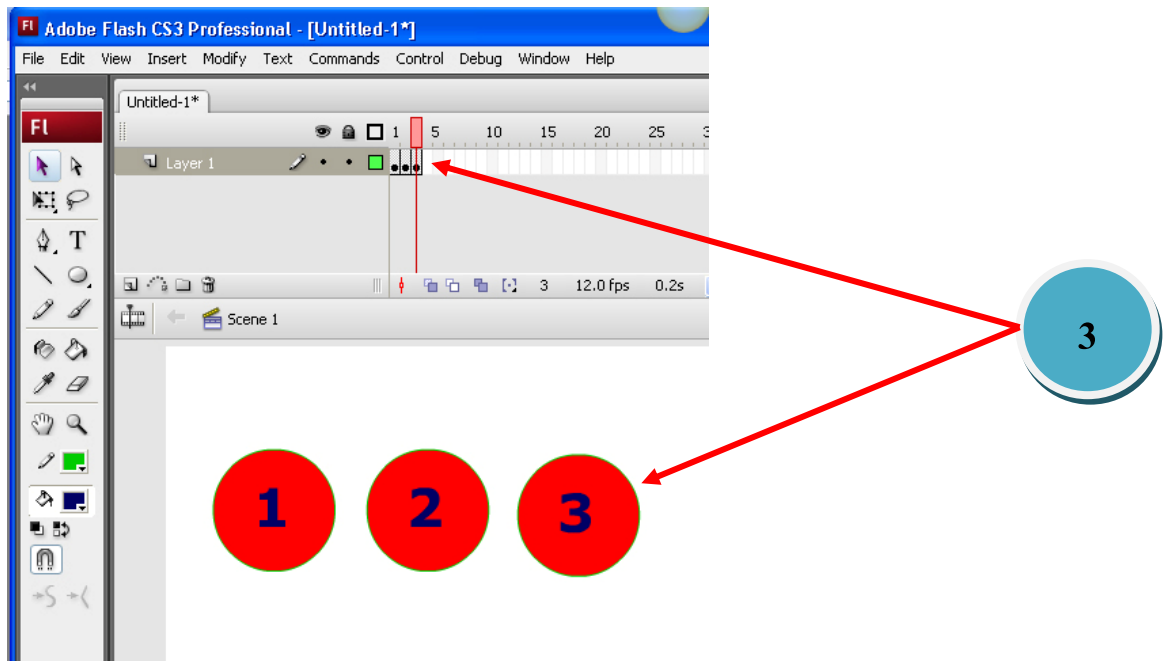 Fl Adobe Flash CS3 Professional - [Untitled-1*]
File Edit View Insert Modify Text Commands Control Debug Window Help
Untitled-1*
Fl
1 5 10 15 20 25 3
Layer 1
T
3 12.0 fps 0.2s
Scene 1
3
1 2 3